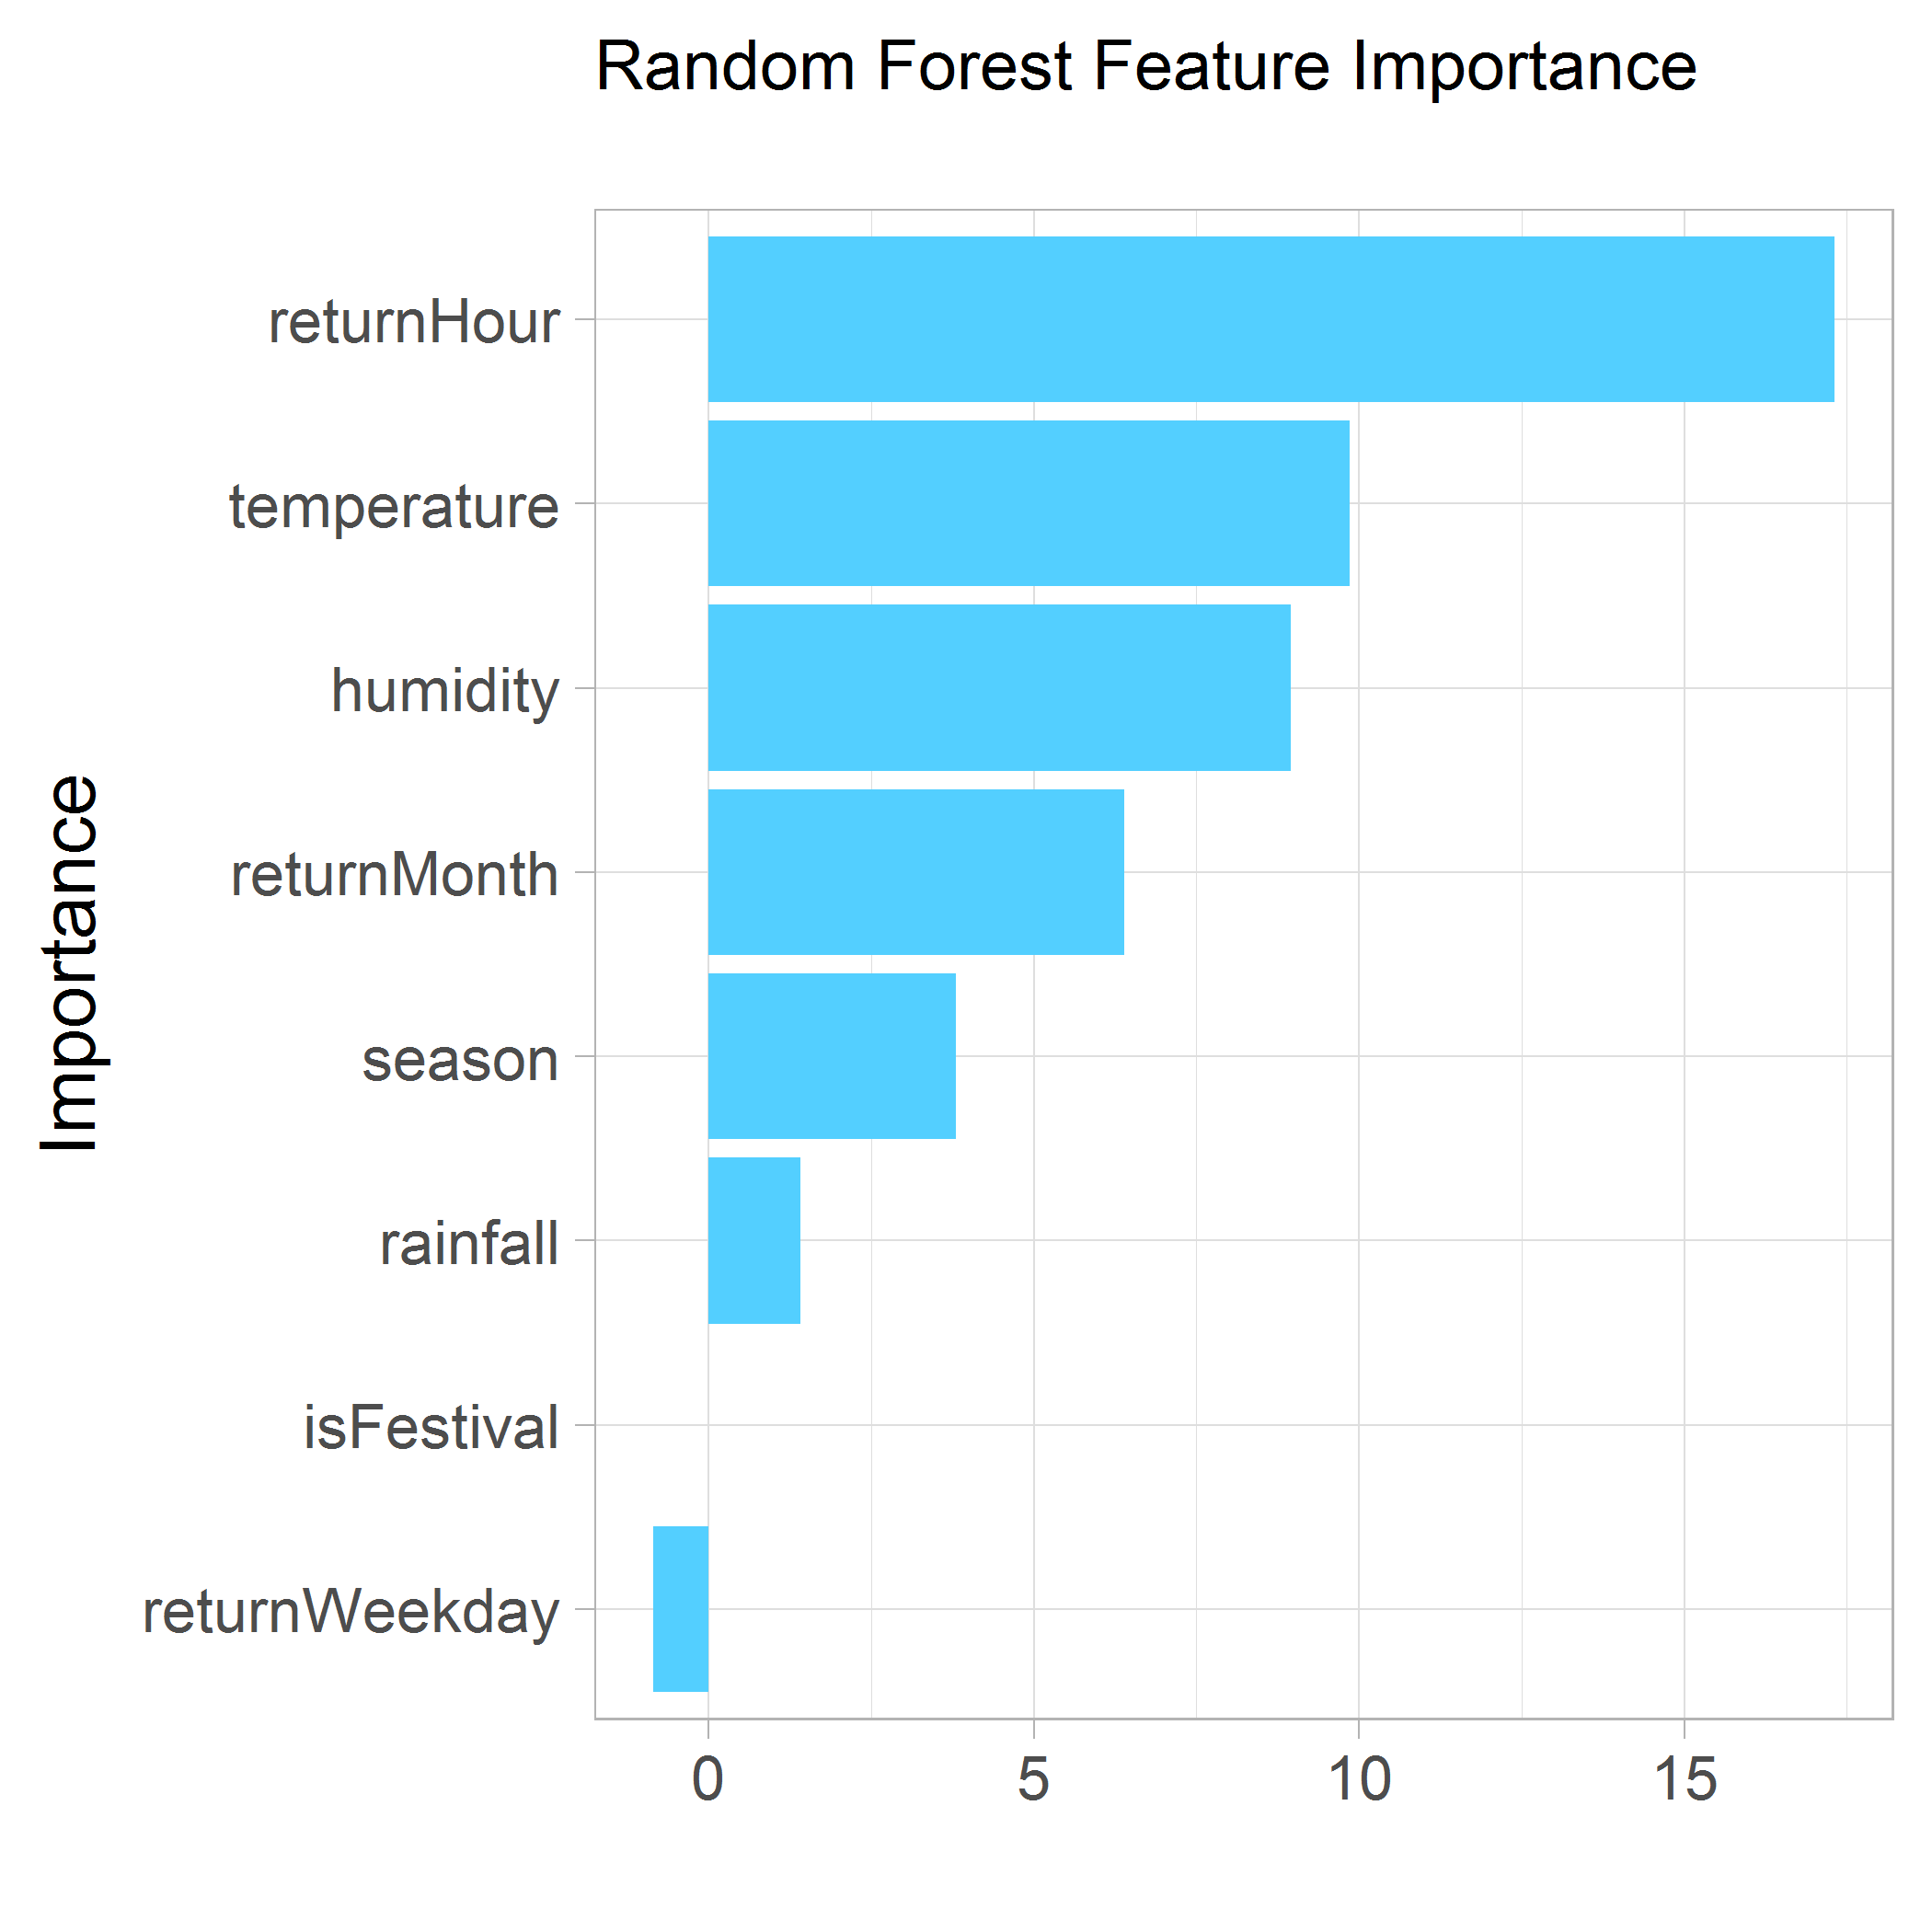 Random Forest Feature Importance
Importance
returnHour
temperature
humidity
returnMonth
season
rainfall
isFestival
returnWeekday
0 5 10 15